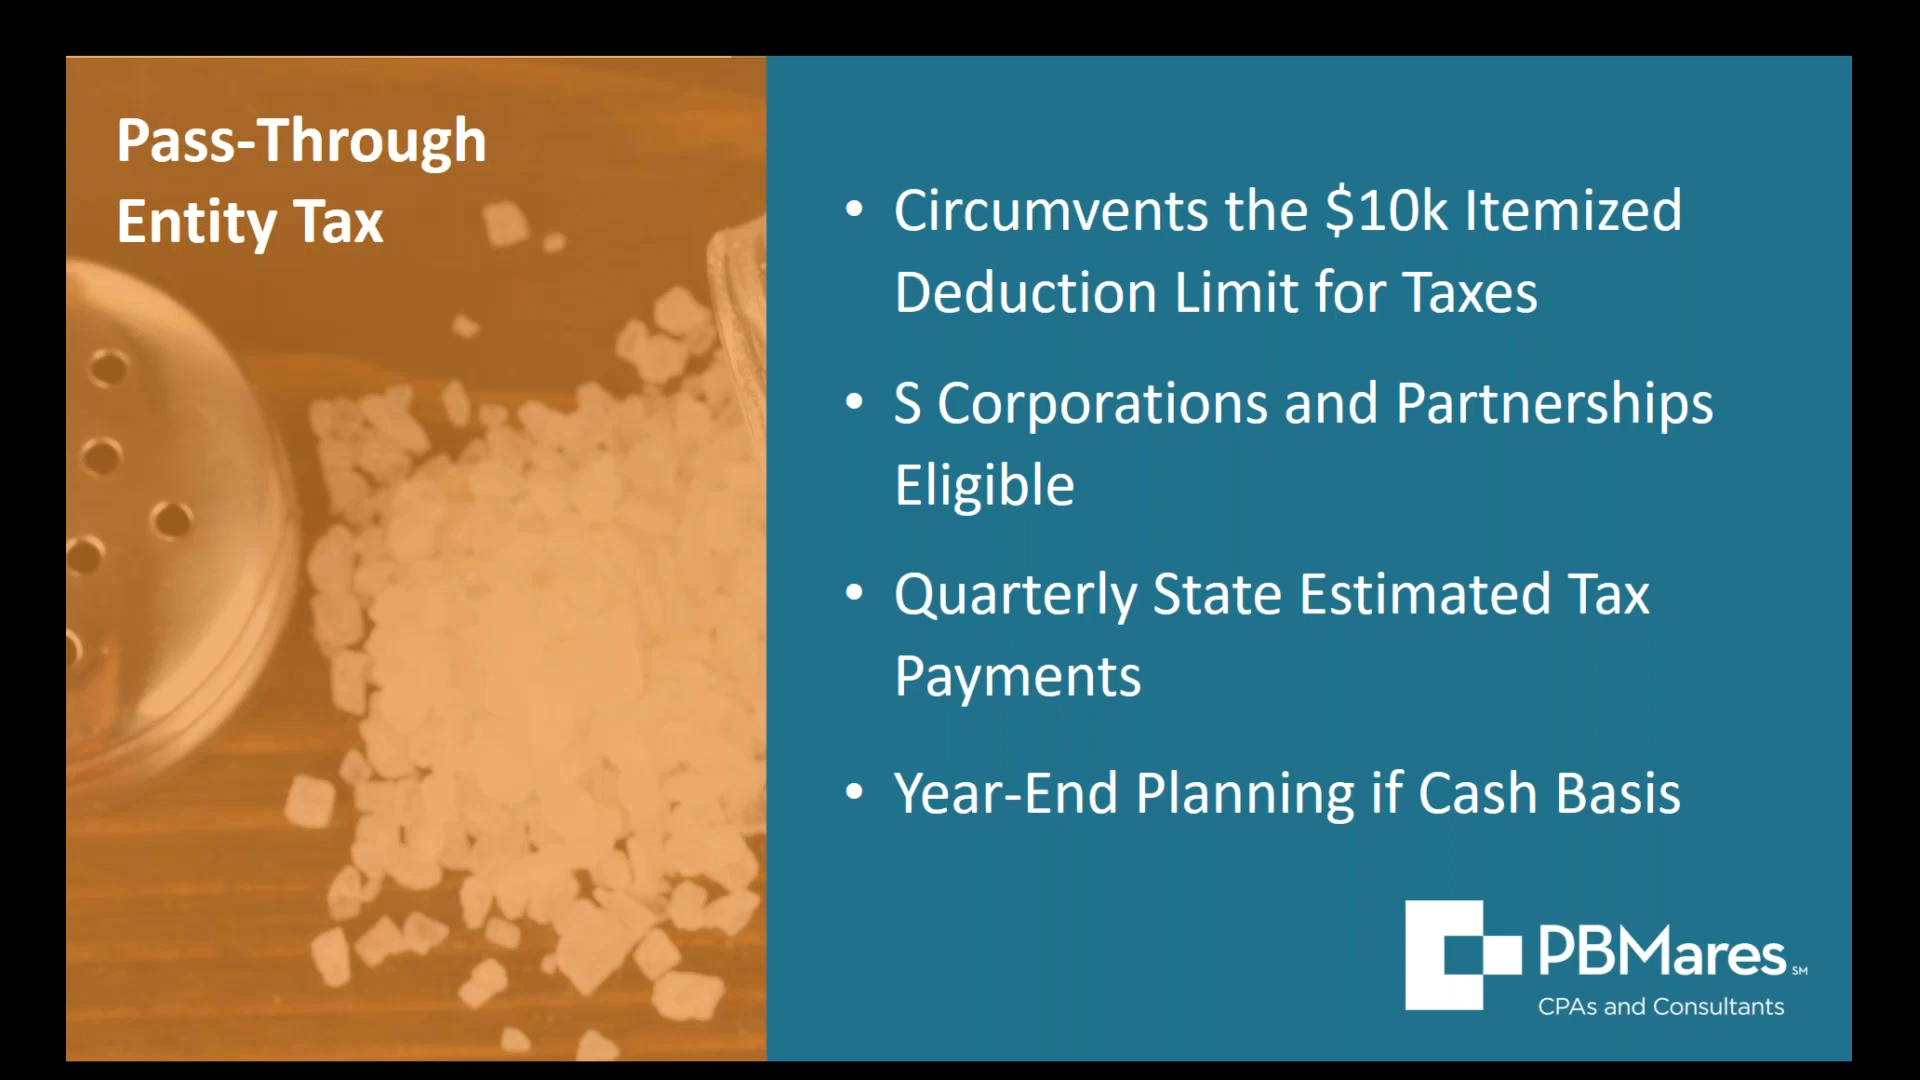 Pass-Through
Entity Tax
• Circumvents the $10k Itemized
Deduction Limit for Taxes
• S Corporations and Partnerships
Eligible
• Quarterly State Estimated Tax
Payments
• Year-End Planning if Cash Basis
PBMares SM
CPAs and Consultants